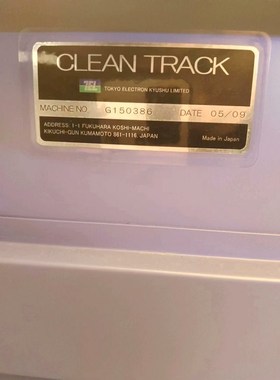 CLEAN TRACK
TEL TOKYO ELECTRON KYUSHU LIMITED
MACHINE NO. G150386 DATE 05/09
ADDRESS: 1-1 FUKUHARA KOSHI-MACHI
KIKUCHI-GUN KUMAMOTO 861-1116 JAPAN
Made in Japan